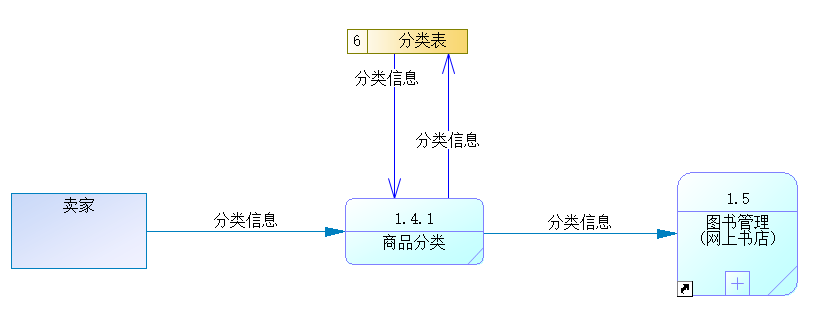 6 分类表
分类信息
分类信息
卖家
分类信息
1.4.1
商品分类
分类信息
1.5
图书管理
(网上书店)